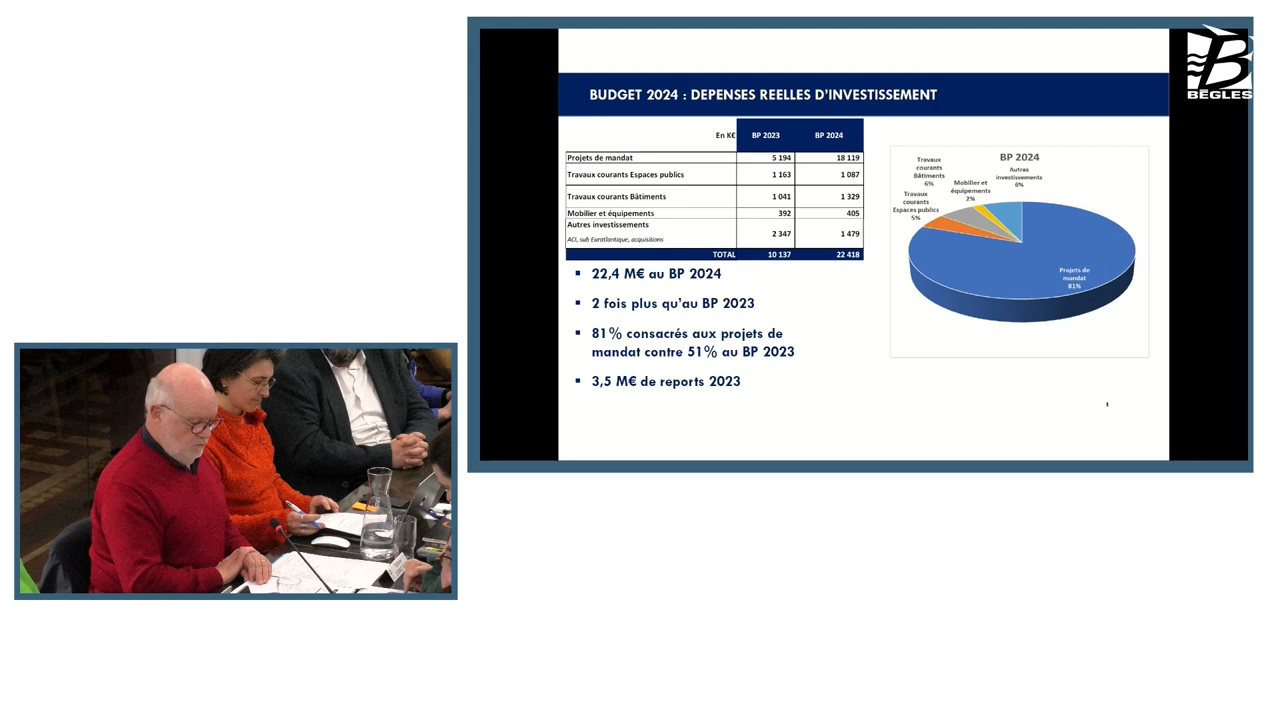 BEGLES
BUDGET 2024 : DEPENSES REELLES D'INVESTISSEMENT
En K€ BP 2023 BP 2024
Projets de mandat 5 194 18 119
Travaux courants Espaces publics 1 163 1 087
Travaux courants Bâtiments 1 041 1 329
Mobilier et équipements 392 405
Autres investissements 2 347 1 479
ACI, sub Euratlantique, acquisitions
TOTAL 10 137 22 418
▪ 22,4 M€ au BP 2024
▪ 2 fois plus qu'au BP 2023
▪ 81% consacrés aux projets de
mandat contre 51% au BP 2023
▪ 3,5 M€ de reports 2023
BP 2024
Travaux
courants
Bâtiments
6%
Autres
investissements
6%
Mobilier et
équipements
2%
Travaux
courants
Espaces publics
5%
Projets de
mandat
81%